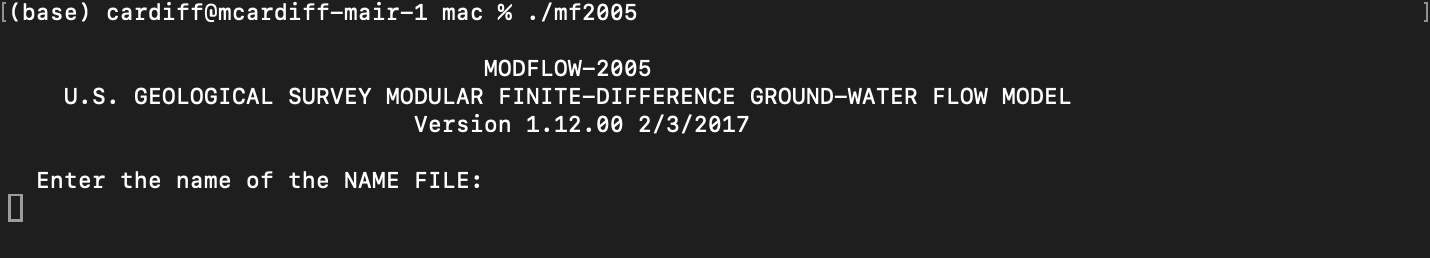 [(base) cardiff@mcardiff-mair-1 mac % ./mf2005 ]
MODFLOW-2005
U.S. GEOLOGICAL SURVEY MODULAR FINITE-DIFFERENCE GROUND-WATER FLOW MODEL
Version 1.12.00 2/3/2017
Enter the name of the NAME FILE: